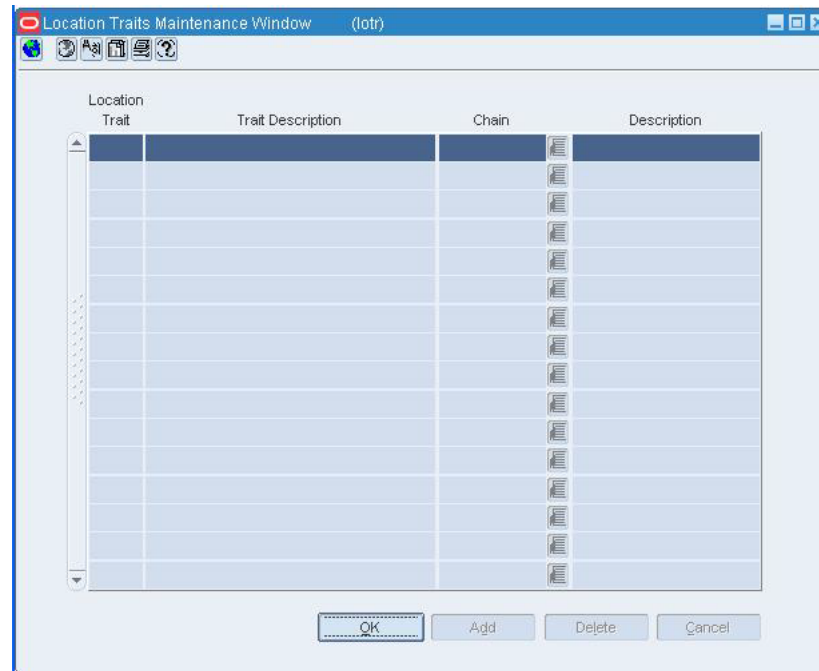 Location Traits Maintenance Window (lotr)
Location
Trait Trait Description Chain Description
OK Add Delete Cancel